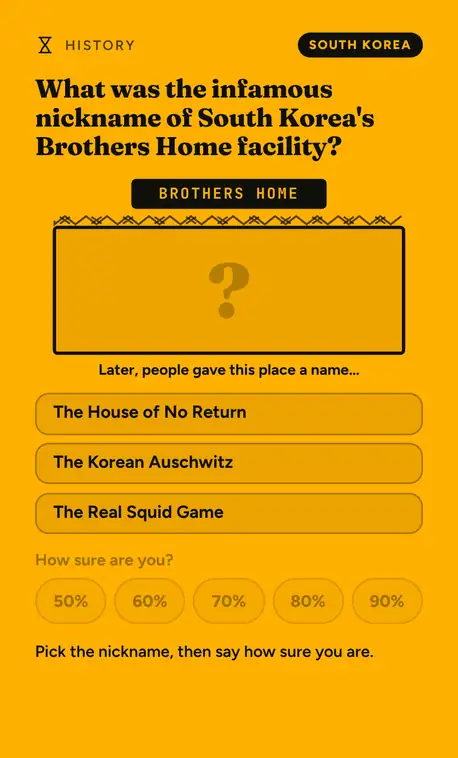 HISTORY
SOUTH KOREA
What was the infamous
nickname of South Korea's
Brothers Home facility?
BROTHERS HOME
?
Later, people gave this place a name...
The House of No Return
The Korean Auschwitz
The Real Squid Game
How sure are you?
50% 60% 70% 80% 90%
Pick the nickname, then say how sure you are.